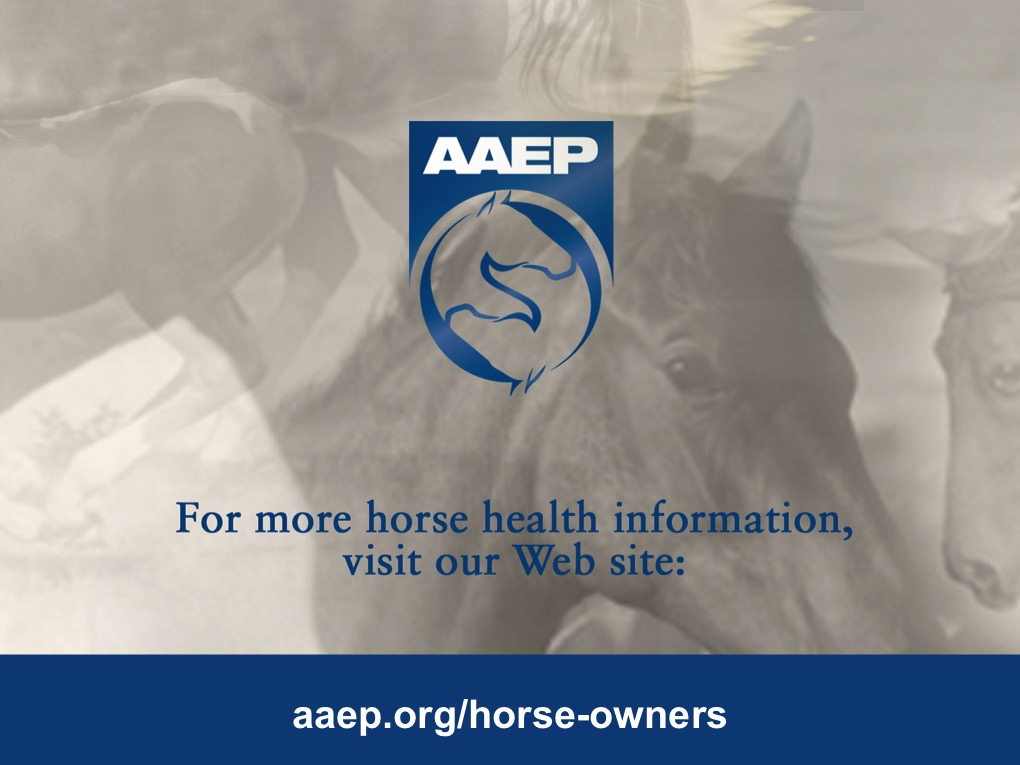 AAEP
For more horse health information,
visit our Web site:
aaep.org/horse-owners